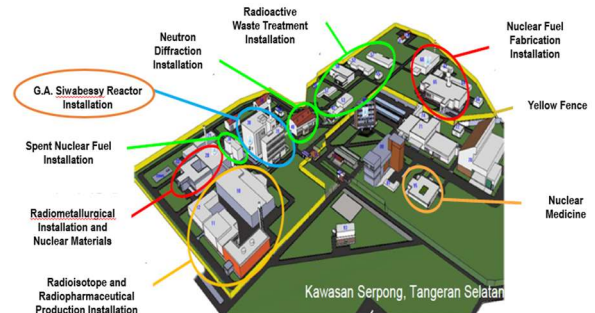 Radioactive
Waste Treatment
Installation
Neutron
Diffraction
Installation
Nuclear Fuel
Fabrication
Installation
G.A. Siwabessy Reactor
Installation
Yellow Fence
Spent Nuclear Fuel
Installation
Radiometallurgical
Installation and
Nuclear Materials
Nuclear
Medicine
Radioisotope and
Radiopharmaceutical
Production Installation
Kawasan Serpong, Tangeran Selatan